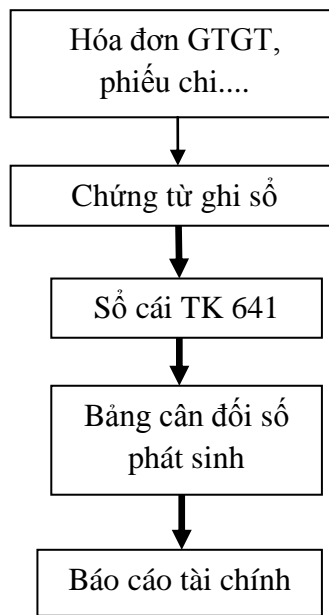 Hóa đơn GTGT,
phiếu chi....
Chứng từ ghi sổ
Sổ cái TK 641
Bảng cân đối số
phát sinh
Báo cáo tài chính